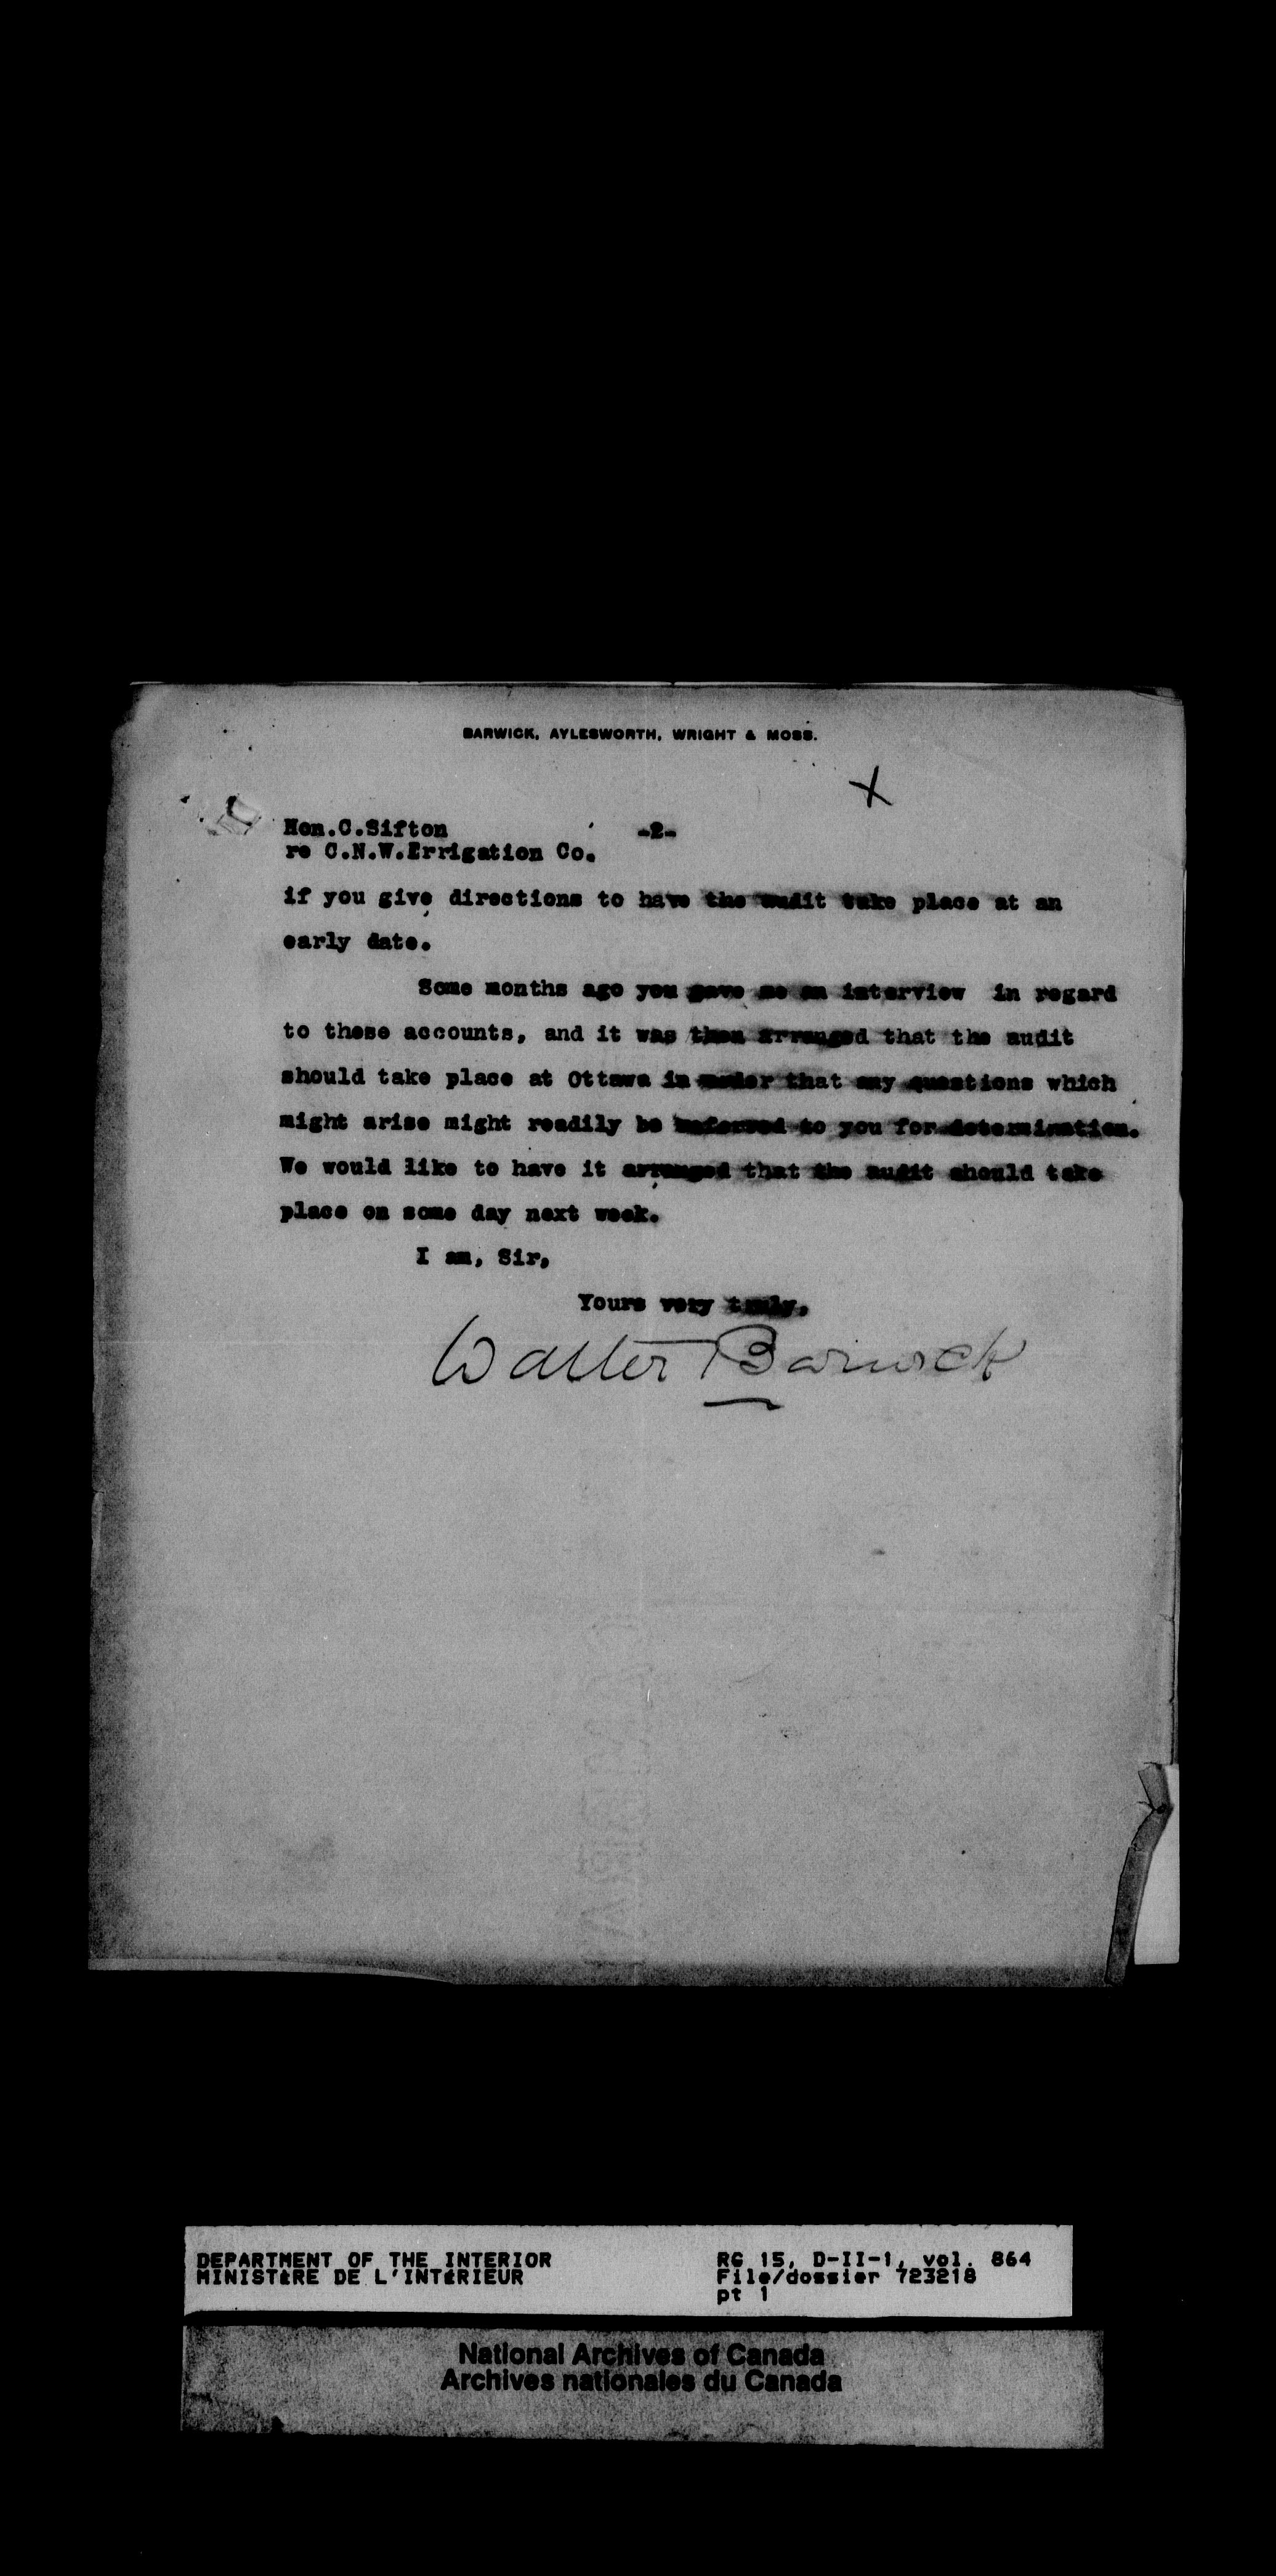 BARWICK, AYLESWORTH, WRIGHT & MOSS.
X
Hon.C.Sifton -2-
re C.N.W.Irrigation Co.
if you give directions to have the audit take place at an
early date.
Some months ago you gave me an interview in regard
to these accounts, and it was then arranged that the audit
should take place at Ottawa in order that any questions which
might arise might readily be referred to you for determination.
We would like to have it arranged that the audit should take
place on some day next week.
I am, Sir,
Yours very truly,
Walter Barwick
DEPARTMENT OF THE INTERIOR
MINISTÈRE DE L'INTÉRIEUR
RG 15, D-II-1, vol. 864
File/dossier 723218
pt 1
National Archives of Canada
Archives nationales du Canada